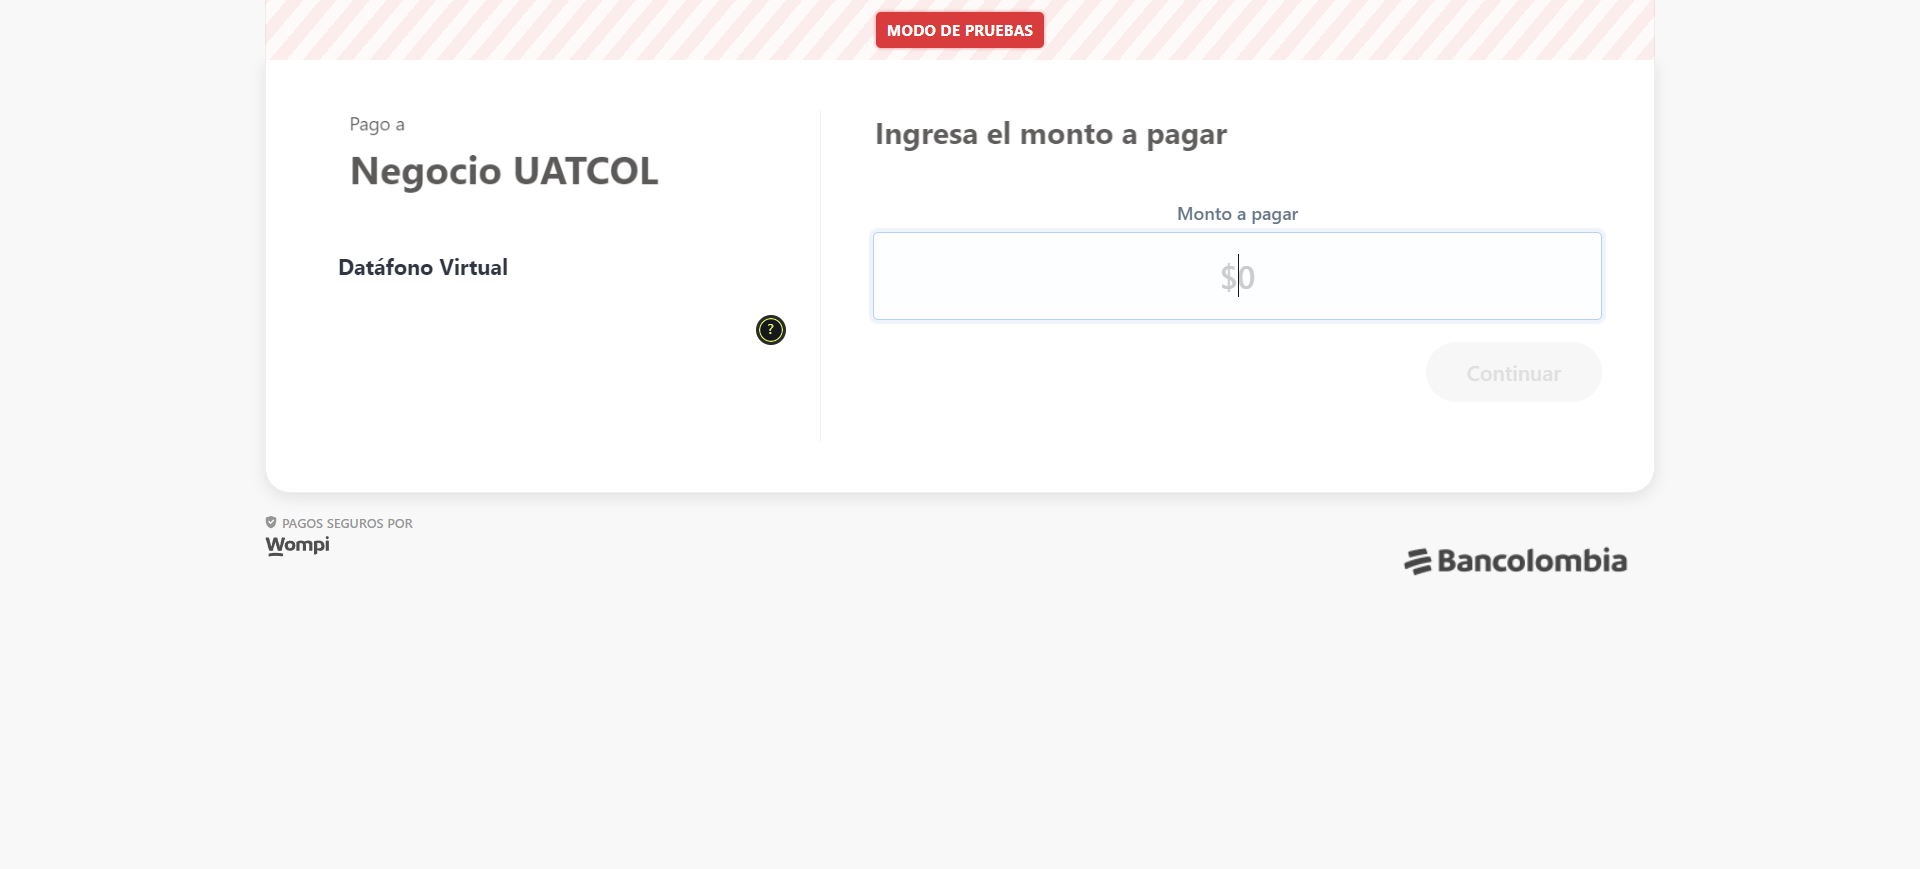 MODO DE PRUEBAS
Pago a
Negocio UATCOL
Datáfono Virtual
?
Ingresa el monto a pagar
Monto a pagar
$0
Continuar
PAGOS SEGUROS POR
Wompi
Bancolombia